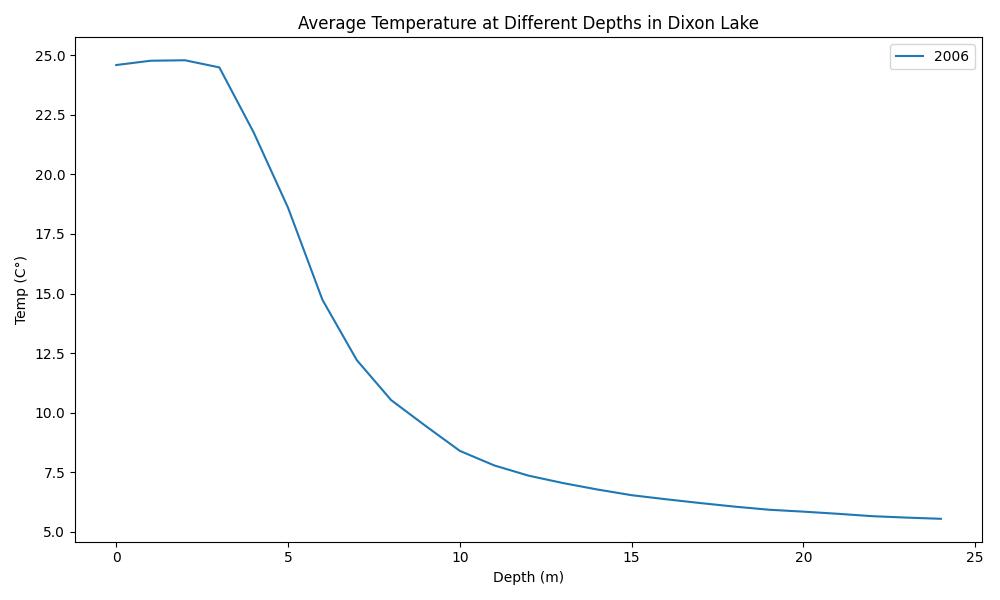 Average Temperature at Different Depths in Dixon Lake
2006
25.0
22.5
20.0
17.5
15.0
12.5
10.0
7.5
5.0
Temp (C°)
0 5 10 15 20 25
Depth (m)